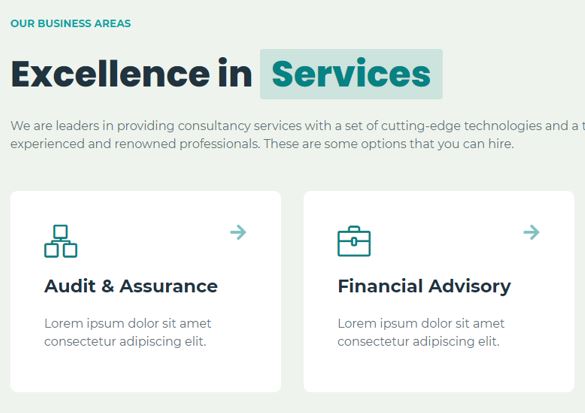 OUR BUSINESS AREAS
Excellence in Services
We are leaders in providing consultancy services with a set of cutting-edge technologies and a
experienced and renowned professionals. These are some options that you can hire.
Audit & Assurance
Lorem ipsum dolor sit amet
consectetur adipiscing elit.
Financial Advisory
Lorem ipsum dolor sit amet
consectetur adipiscing elit.